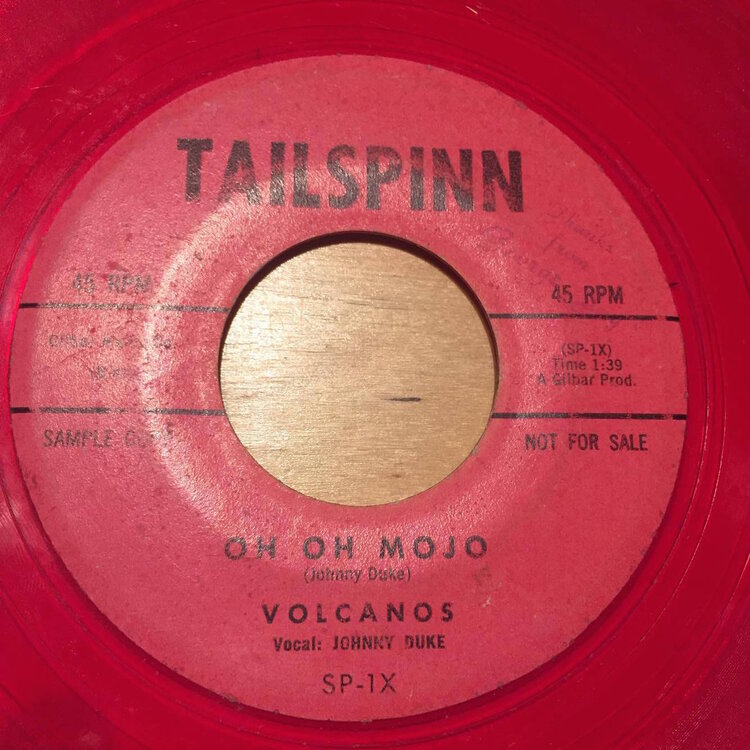 TAILSPINN
45 RPM
45 RPM
(SP-1X)
Time 1:39
A Gilbar Prod.
SAMPLE
NOT FOR SALE
OH OH MOJO
(Johnny Duke)
VOLCANOS
Vocal: JOHNNY DUKE
SP-1X